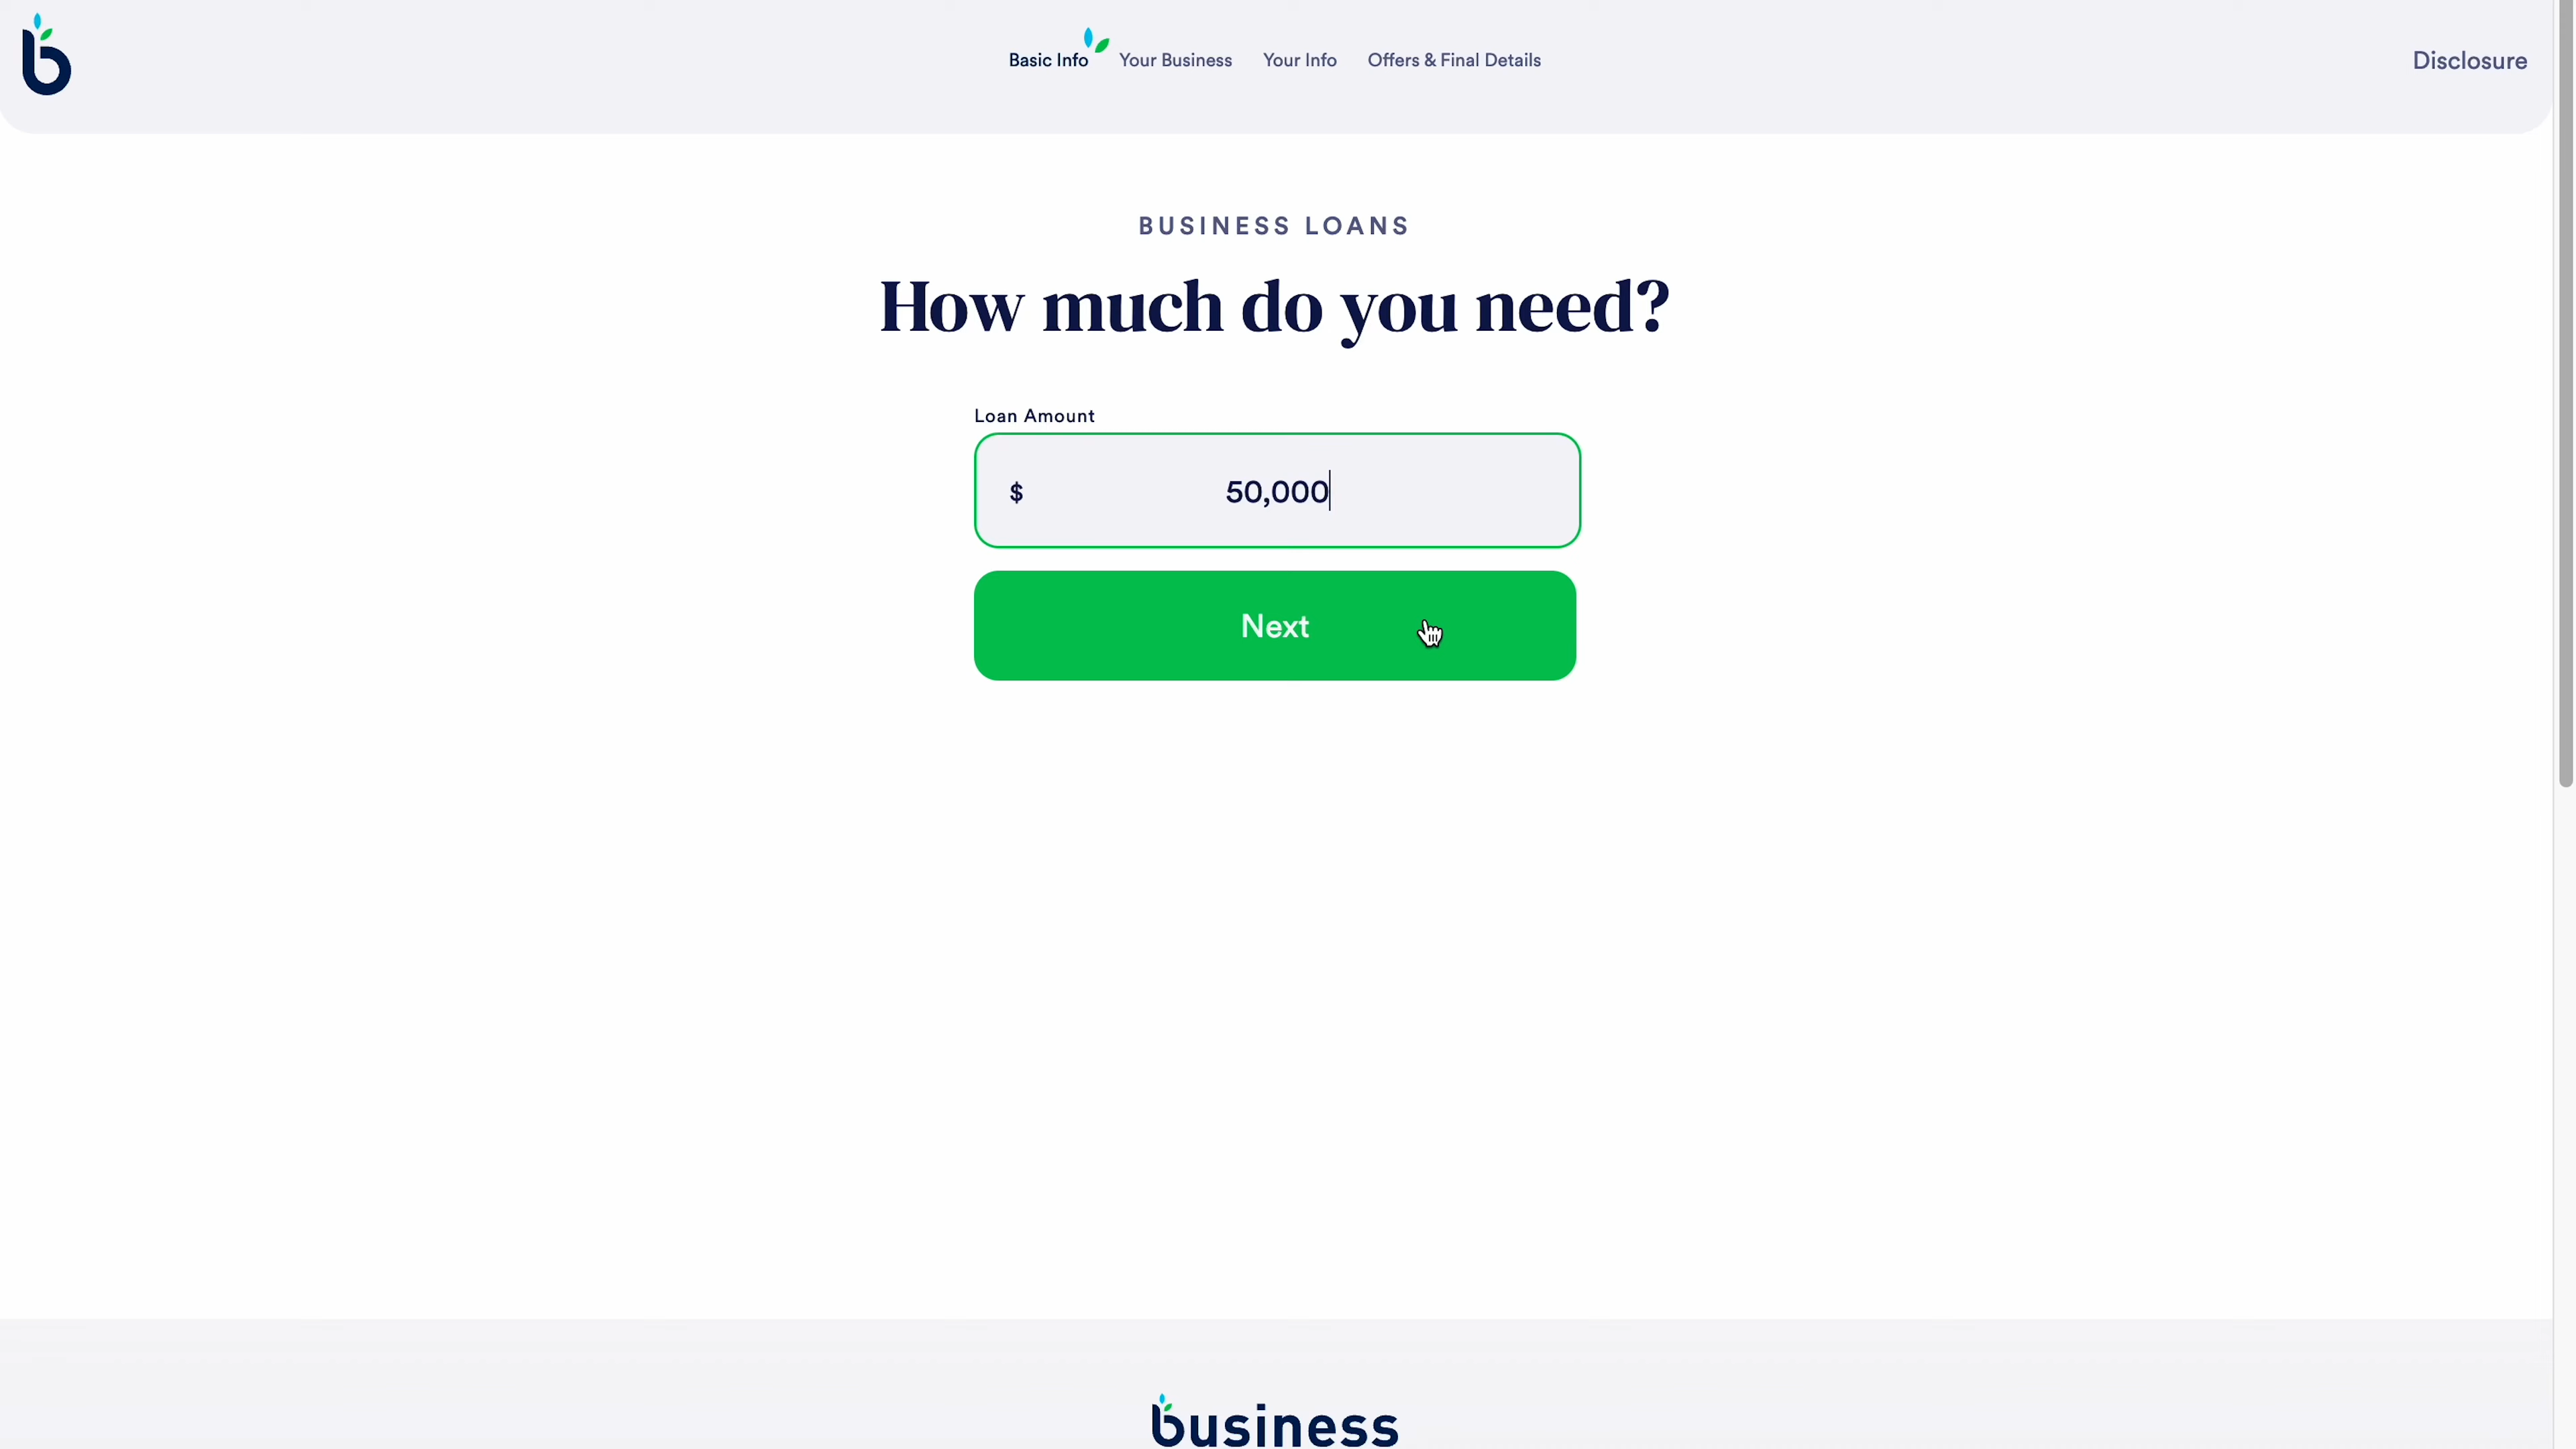 b
Basic Info
Your Business
Your Info
Offers & Final Details
Disclosure
BUSINESS LOANS
How much do you need?
Loan Amount
$ 50,000
Next
business